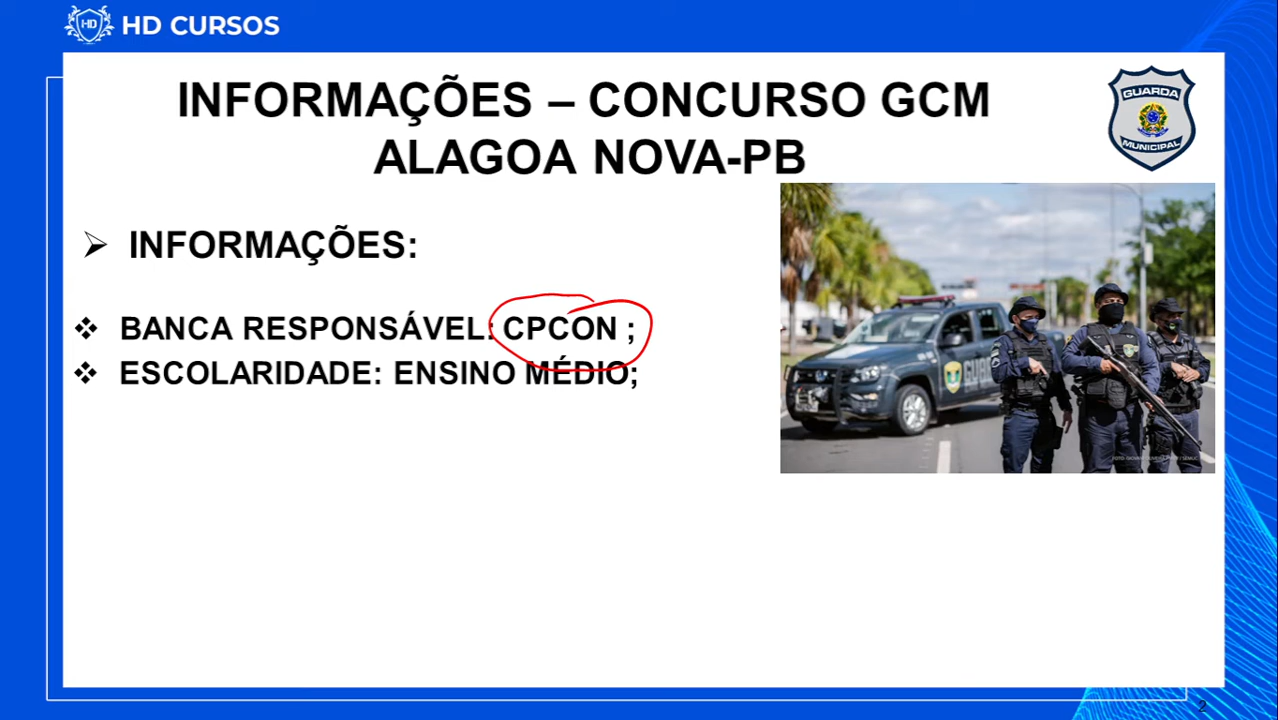 HD CURSOS
INFORMAÇÕES – CONCURSO GCM
ALAGOA NOVA-PB
GUARDA
MUNICIPAL
➢ INFORMAÇÕES:
❖ BANCA RESPONSÁVEL: CPCON ;
❖ ESCOLARIDADE: ENSINO MÉDIO;
2